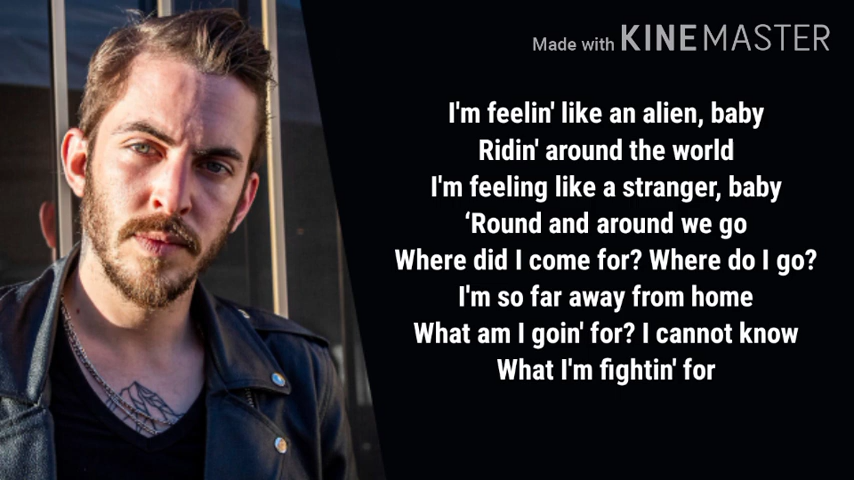 Made with KINEMASTER
I'm feelin' like an alien, baby
Ridin' around the world
I'm feeling like a stranger, baby
‘Round and around we go
Where did I come for? Where do I go?
I'm so far away from home
What am I goin' for? I cannot know
What I'm fightin' for